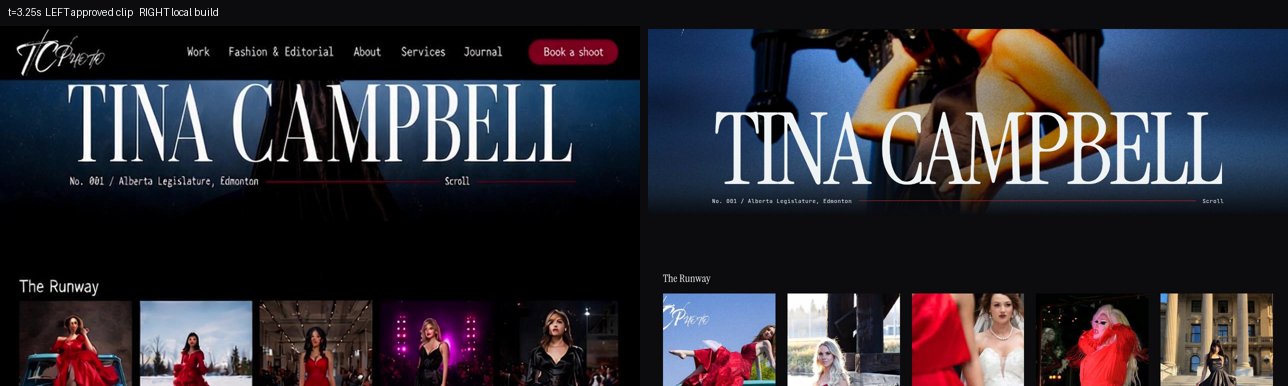 t=3.25s LEFT approved clip RIGHT local build
TCPHOTO
Work Fashion & Editorial About Services Journal Book a shoot
TINA CAMPBELL
No. 001 / Alberta Legislature, Edmonton Scroll
The Runway
TINA CAMPBELL
No. 001 / Alberta Legislature, Edmonton Scroll
The Runway
CPHOTO